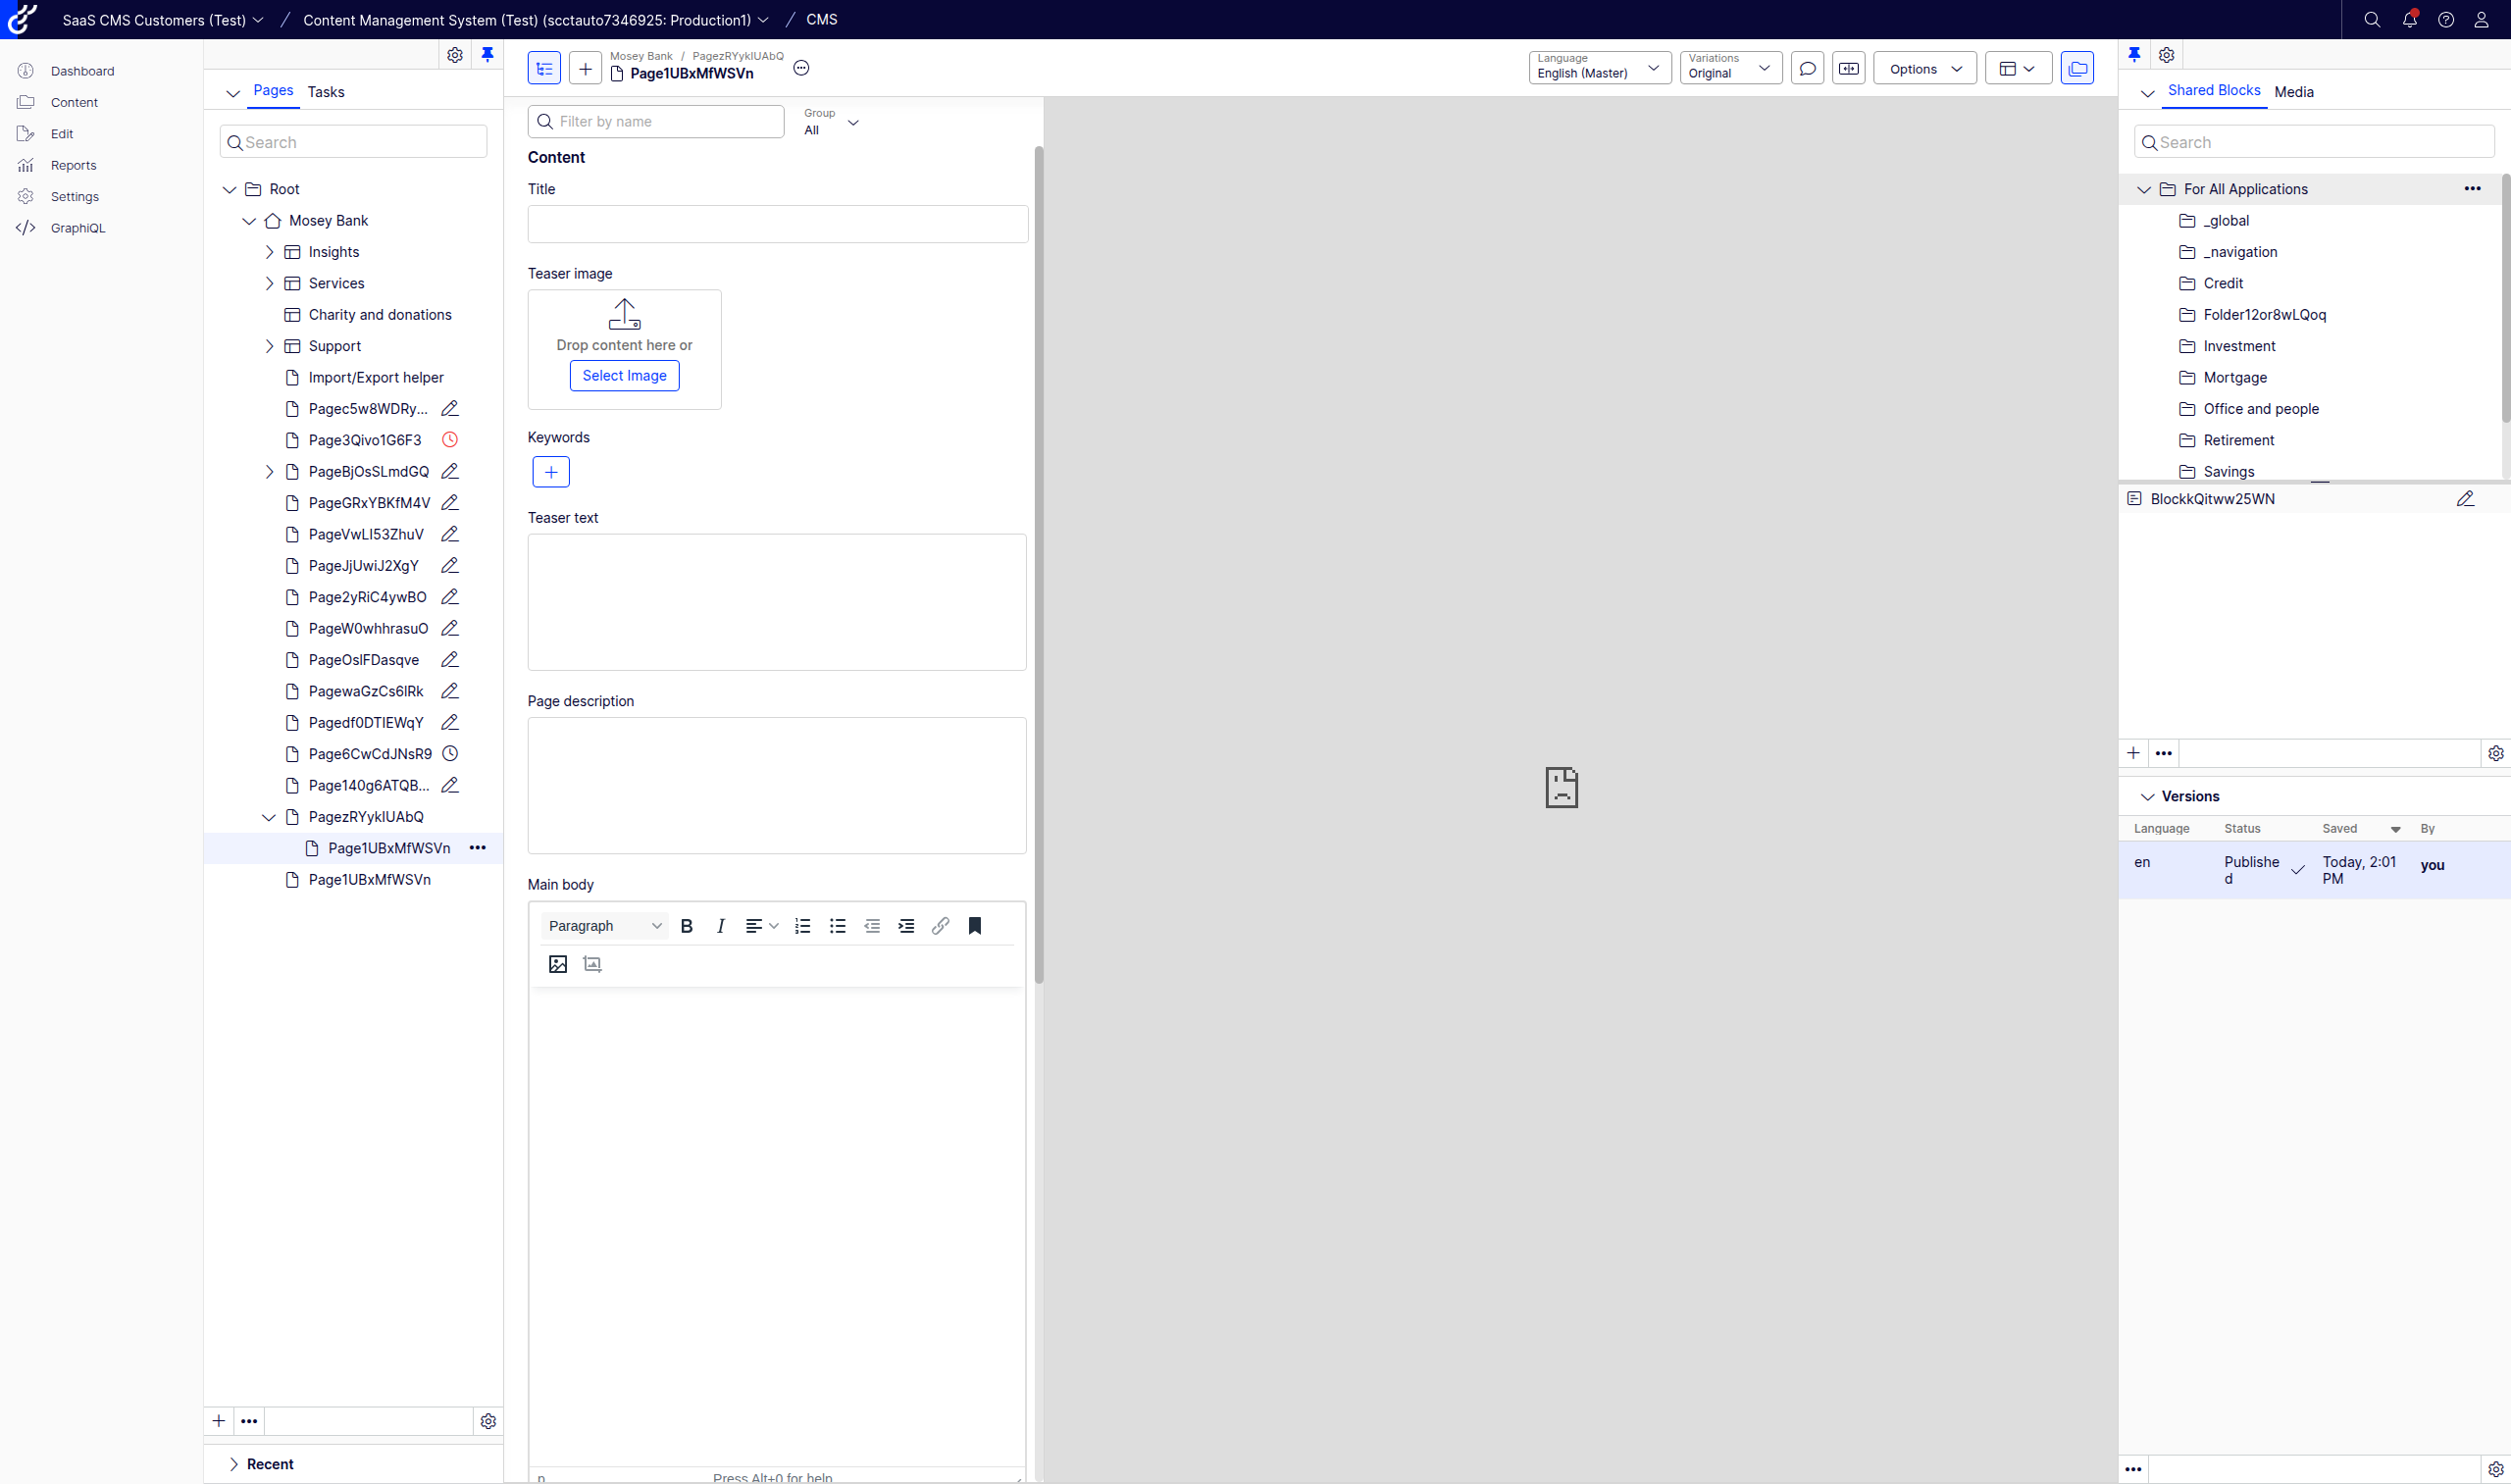 SaaS CMS Customers (Test) / Content Management System (Test) (scctauto7346925: Production1) / CMS
Dashboard
Content
Edit
Reports
Settings
GraphiQL
Pages
Tasks
Search
Root
Mosey Bank
Insights
Services
Charity and donations
Support
Import/Export helper
Pagec5w8WDRy...
Page3Qivo1G6F3
PageBjOsSLmdGQ
PageGRxYBKfM4V
PageVwLI53ZhuV
PageJjUwiJ2XgY
Page2yRiC4ywBO
PageW0whhrasuO
PageOsIFDasqve
PagewaGzCs6IRk
Pagedf0DTIEWqY
Page6CwCdJNsR9
Page140g6ATQB...
PagezRYykIUAbQ
Page1UBxMfWSVn
Page1UBxMfWSVn
Recent
Mosey Bank / PagezRYykIUAbQ
Page1UBxMfWSVn
Language
English (Master)
Variations
Original
Options
Filter by name
Group
All
Content
Title
Teaser image
Drop content here or
Select Image
Keywords
Teaser text
Page description
Main body
Paragraph
B I
p
Press Alt+0 for help
Shared Blocks
Media
Search
For All Applications
_global
_navigation
Credit
Folder12or8wLQoq
Investment
Mortgage
Office and people
Retirement
Savings
BlockkQitww25WN
Versions
Language Status Saved By
en Publishe Today, 2:01 you
d PM